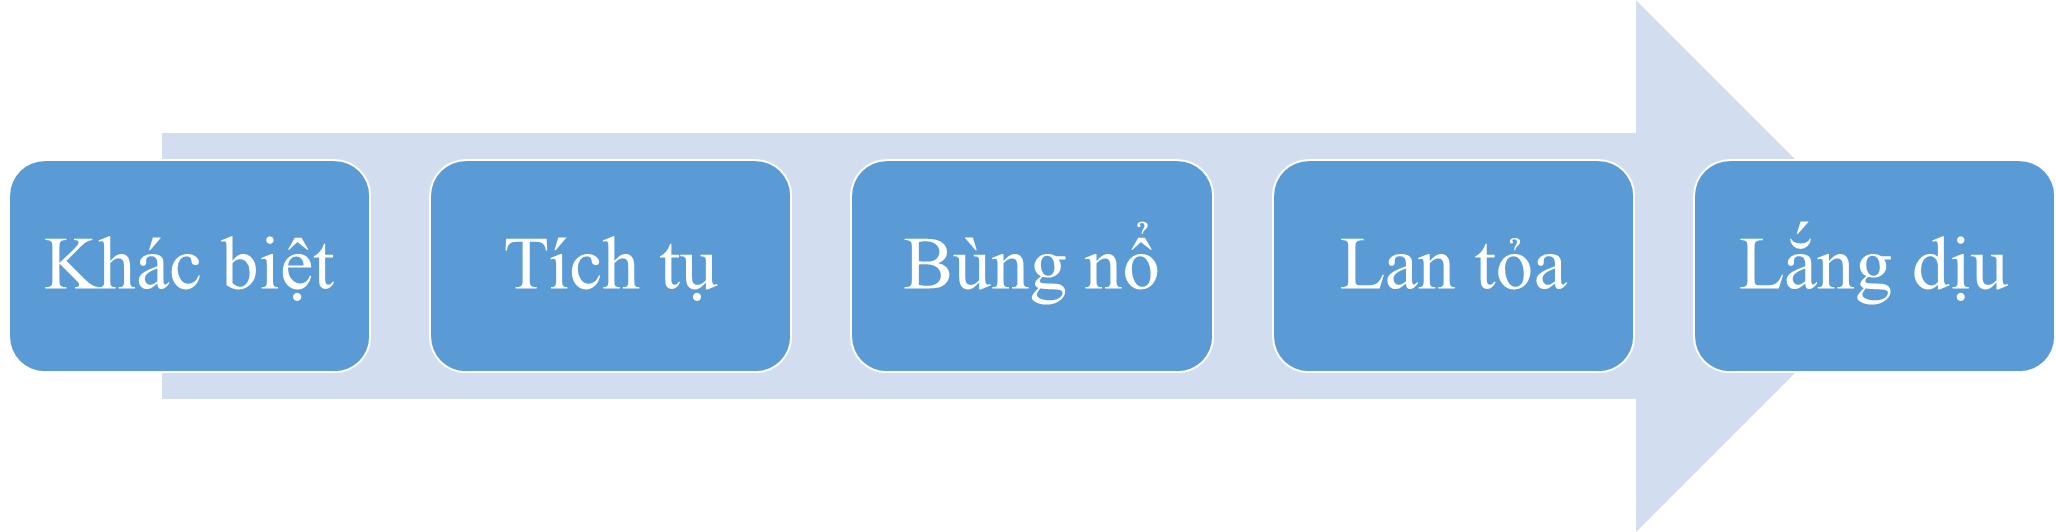 Khác biệt
Tích tụ
Bùng nổ
Lan tỏa
Lắng dịu